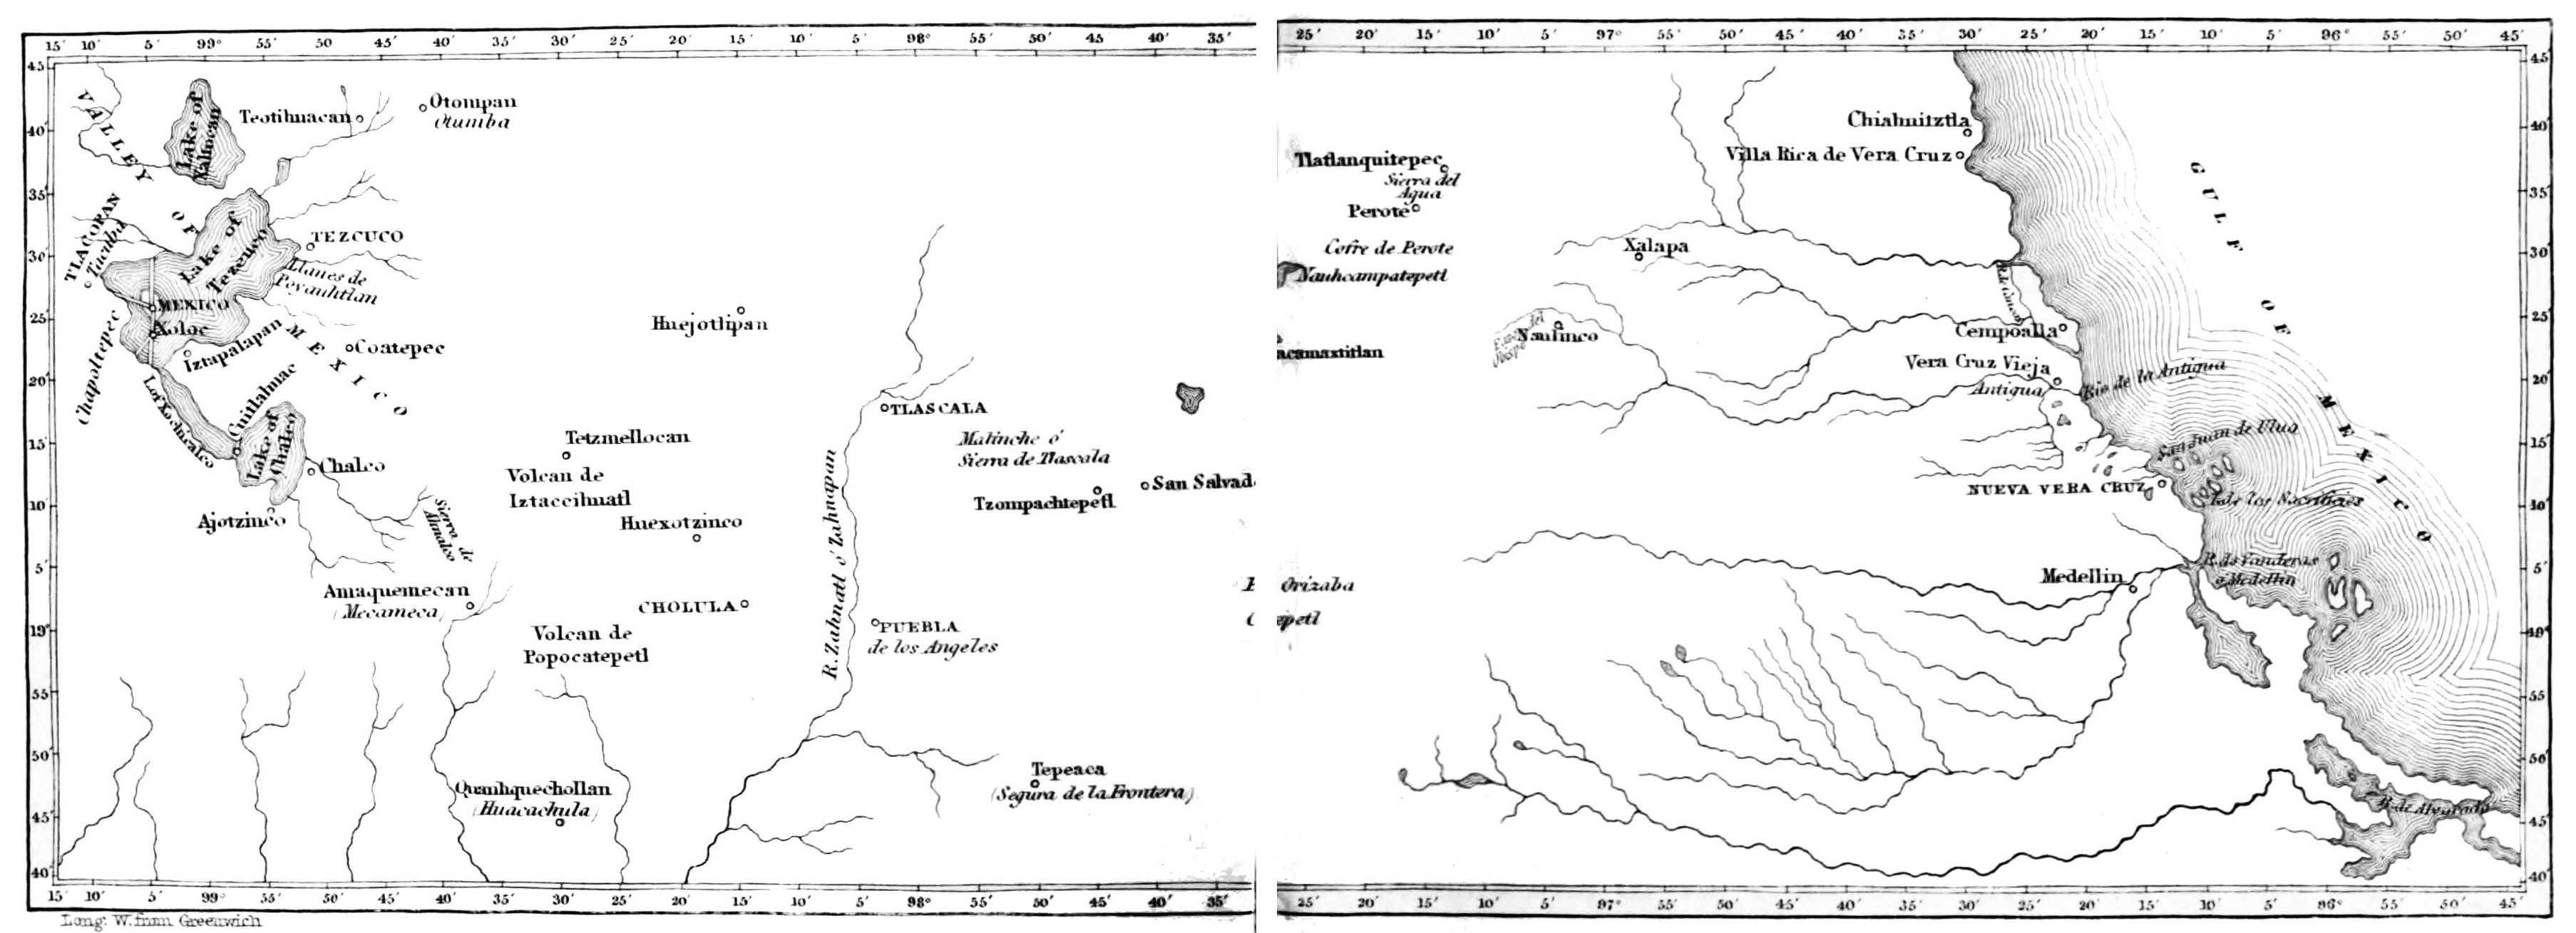 15′ 10′ 5′ 99° 55′ 50 45′ 40′ 35′ 30′ 25′ 20′ 15′ 10′ 5′ 98° 55′ 50′ 45′ 40′ 35′
25′ 20′ 15′ 10′ 5′ 97° 55′ 50′ 45′ 40′ 35′ 30′ 25′ 20′ 15′ 10′ 5′ 96° 55′ 50′ 45′
45′
40′
35′
30′
25′
20′
15′
10′
5′
19°
55
50′
45′
40′
VALLEY OF MEXICO
Lake of
Teotihuacan
Otompan
Otumba
TLACOPAN
Tacuba
Lake of
Tezcuco
TEZCUCO
Llanes de
Poyauhtlan
MEXICO
Xoloc
Chapoltepec
Iztapalapan
Coatepec
L. of Xochicalco
Cuitlahuac
Lake of
Chalco
Chalco
Ajotzinco
Sierra de
Ahualco
Amaquemecan
(Mecameca)
Huejotlipan
Tetzmellocan
Volcan de
Iztaccihuatl
Huexotzinco
CHOLULA
Volcan de
Popocatepetl
Quauhquechollan
(Huacachula)
R. Zahuatl ó Zahuapan
TLASCALA
Malinche ó
Sierra de Tlascala
Tzompachtepetl
San Salvad
PUEBLA
de los Angeles
Tepeaca
(Segura de la Frontera)
Tlatlanquitepec
Sierra del
Agua
Perote
Cofre de Perote
Nauhcampatepetl
acamaxtitlan
Orizaba
epetl
Xalapa
Naulinco
Chiahuitztla
Villa Rica de Vera Cruz
Cempoalla
Vera Cruz Vieja
Antigua
Rio de la Antigua
San Juan de Ulua
NUEVA VERA CRUZ
I. de los Sacrificios
R. de Vanderas
ó Medellin
Medellin
R. de Alvarado
GULF OF MEXICO
45′
40′
35′
30′
25′
20′
15′
10′
5′
19°
55
50′
45′
40′
15′ 10′ 5′ 99° 55′ 50′ 45′ 40′ 35′ 30′ 25′ 20′ 15′ 10′ 5′ 98° 55′ 50′ 45′ 40′ 35′
25′ 20′ 15′ 10′ 5′ 97° 55′ 50′ 45′ 40′ 35′ 30′ 25′ 20′ 15′ 10′ 5′ 96° 55′ 50′ 45′
Long: W. from Greenwich